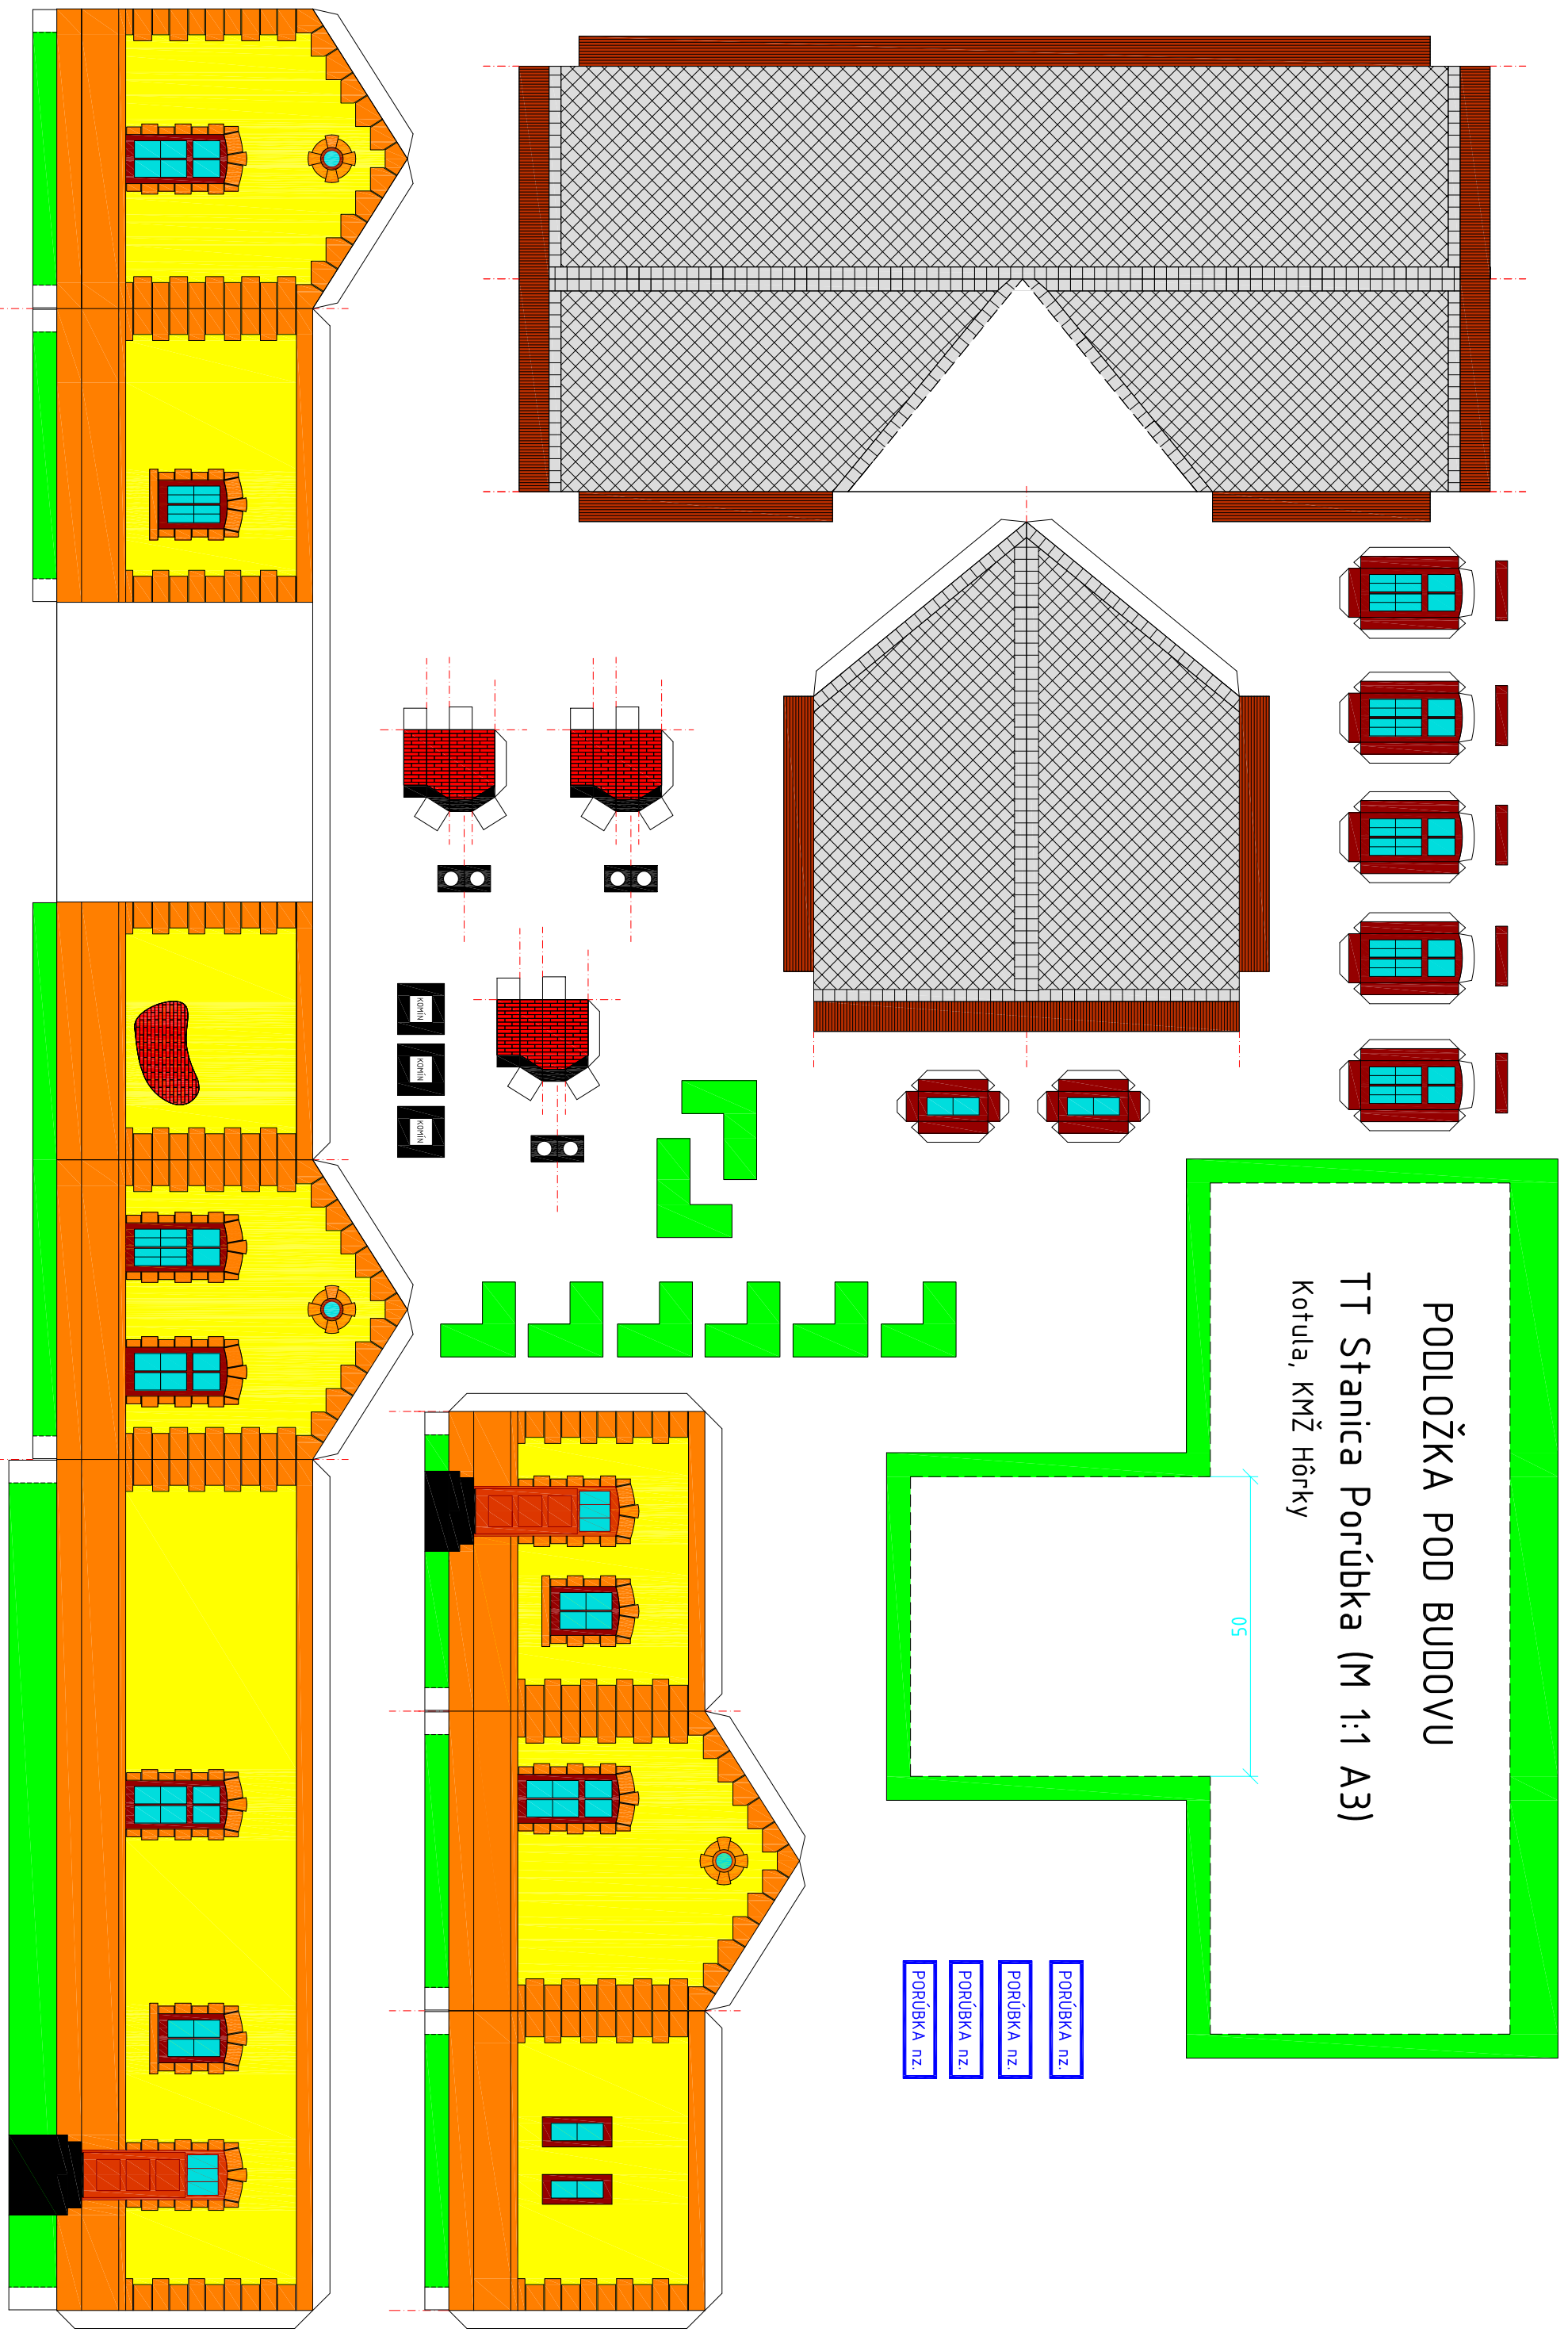 PODLOŽKA POD BUDOVU
TT Stanica Porúbka (M 1:1 A3)
Kotula, KMŽ Hôrky
50
PORÚBKA nz.
PORÚBKA nz.
PORÚBKA nz.
PORÚBKA nz.
KOMÍN
KOMÍN
KOMÍN